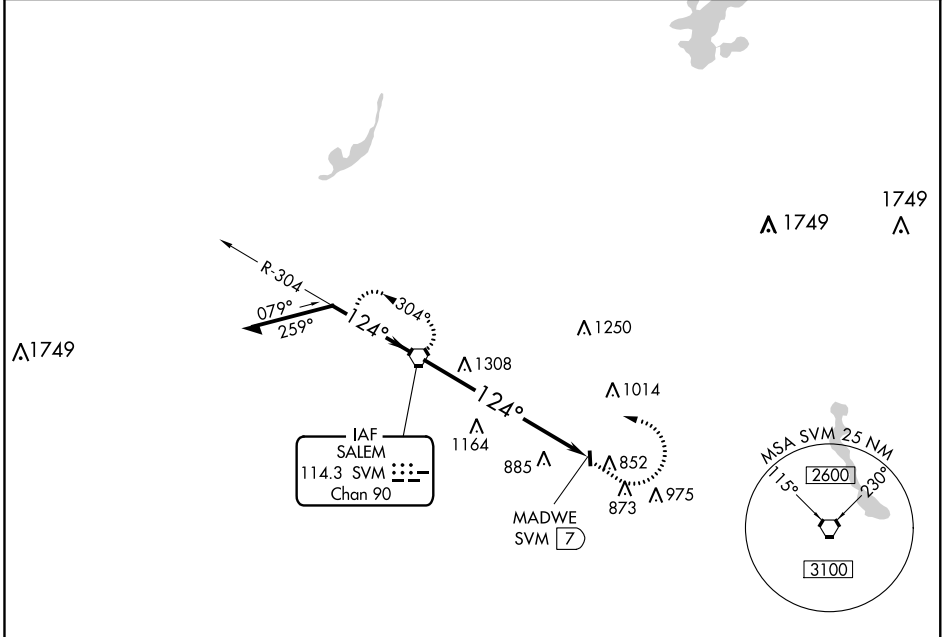 1749
1749
R-304
079°
259°
304°
124°
1749
1250
1308
124°
1014
1164
IAF
SALEM
114.3 SVM
Chan 90
885
852
873
975
MADWE
SVM 7
MSA SVM 25 NM
115°
2600
230°
3100